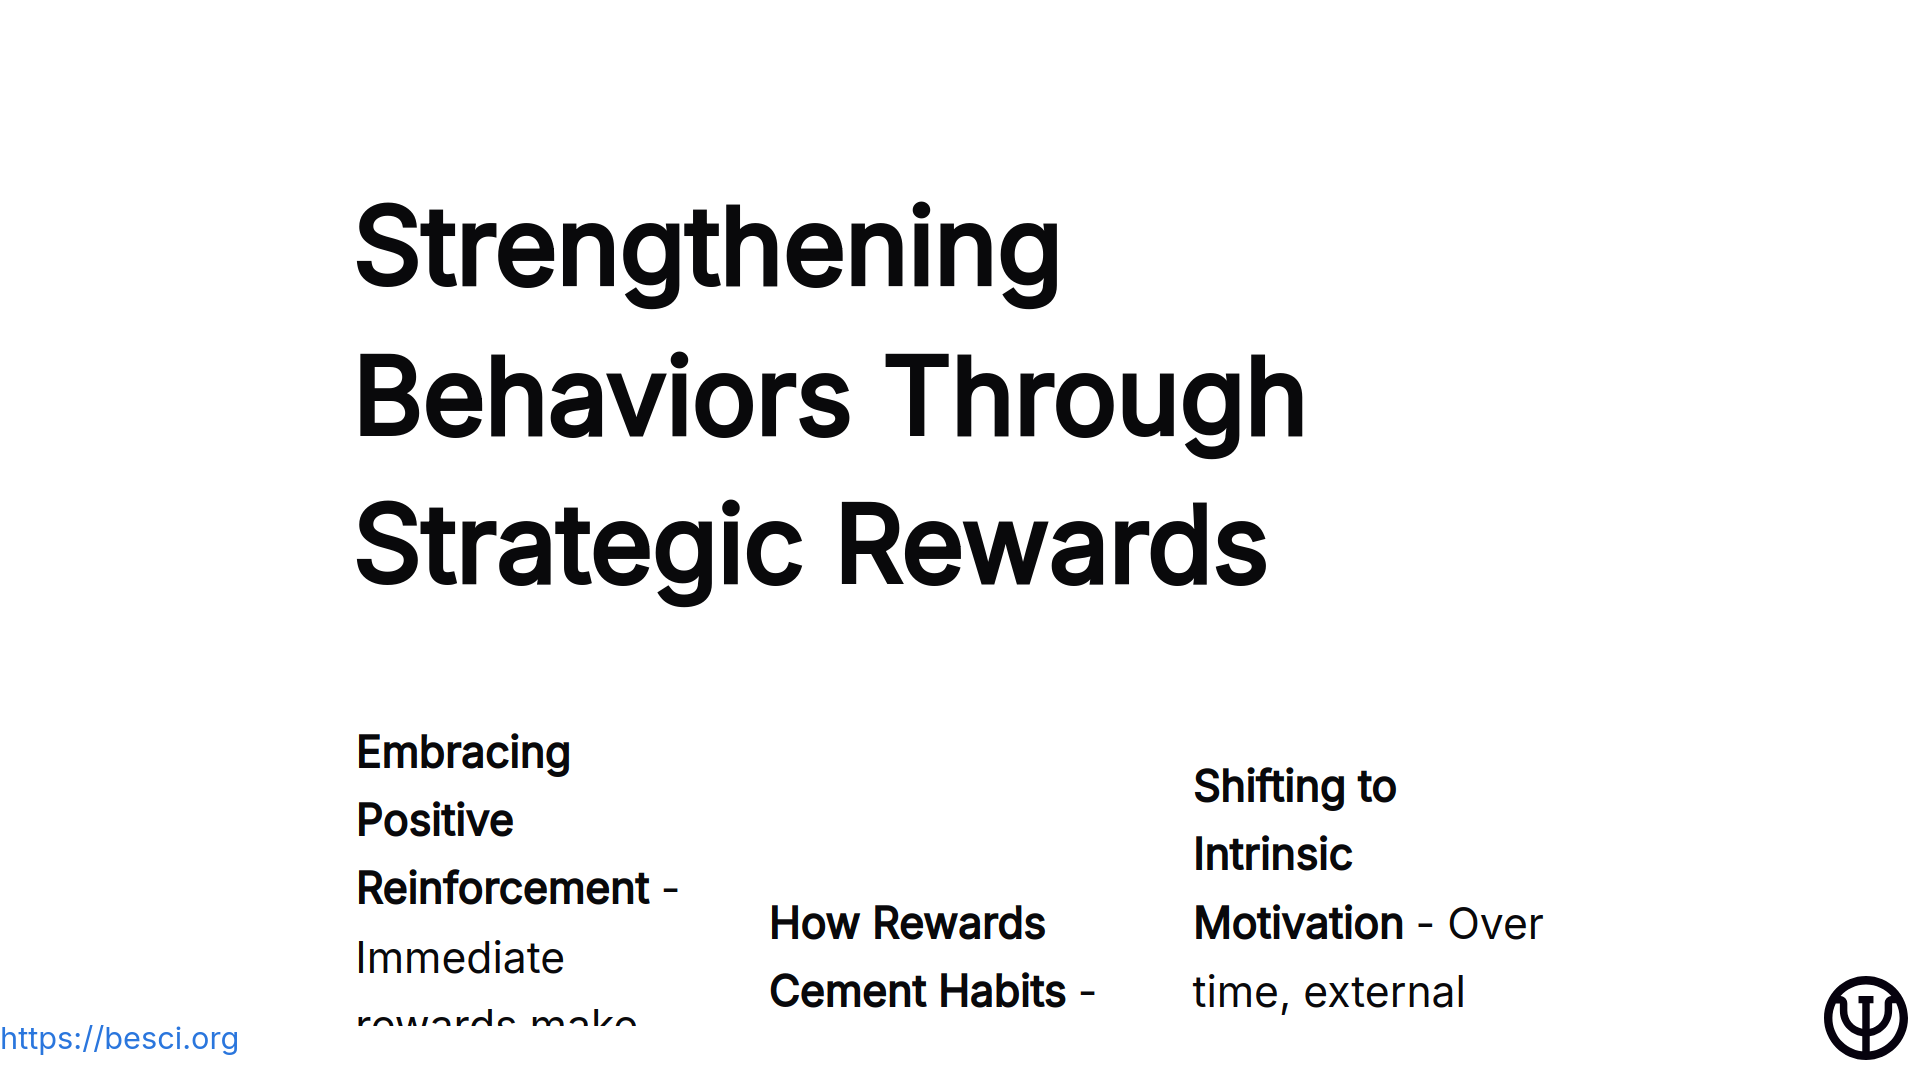 Strengthening
Behaviors Through
Strategic Rewards
Embracing
Positive
Reinforcement -
Immediate
rewards make
How Rewards
Cement Habits -
Shifting to
Intrinsic
Motivation - Over
time, external
https://besci.org